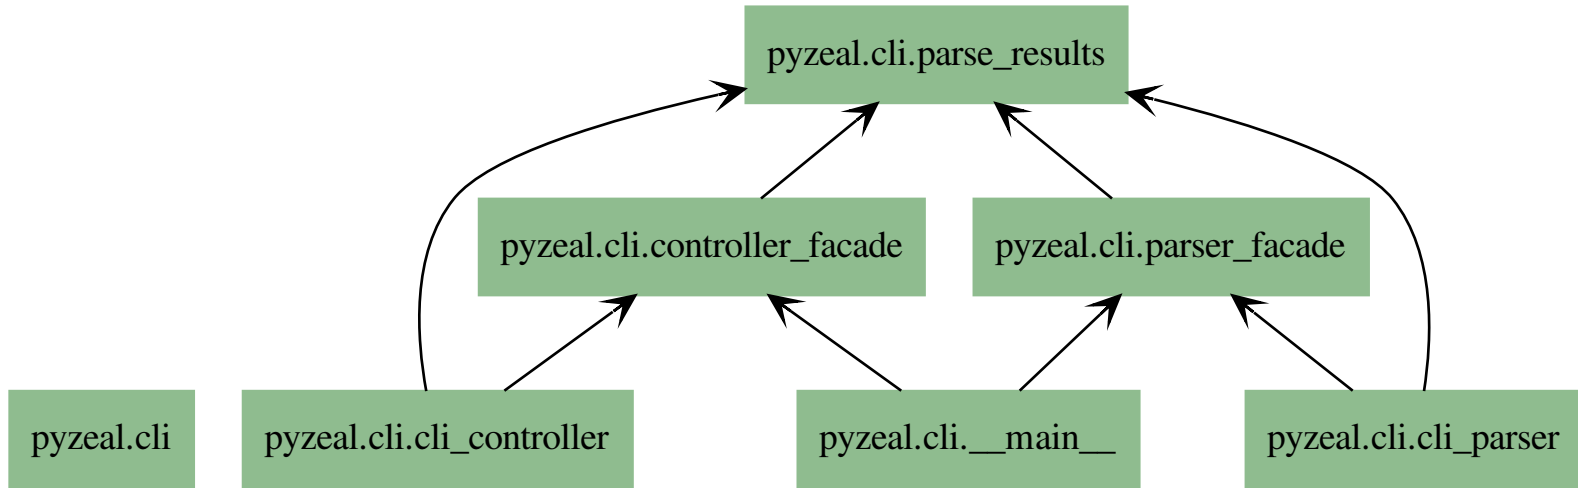 pyzeal.cli.parse_results
pyzeal.cli.controller_facade
pyzeal.cli.parser_facade
pyzeal.cli
pyzeal.cli.cli_controller
pyzeal.cli.__main__
pyzeal.cli.cli_parser